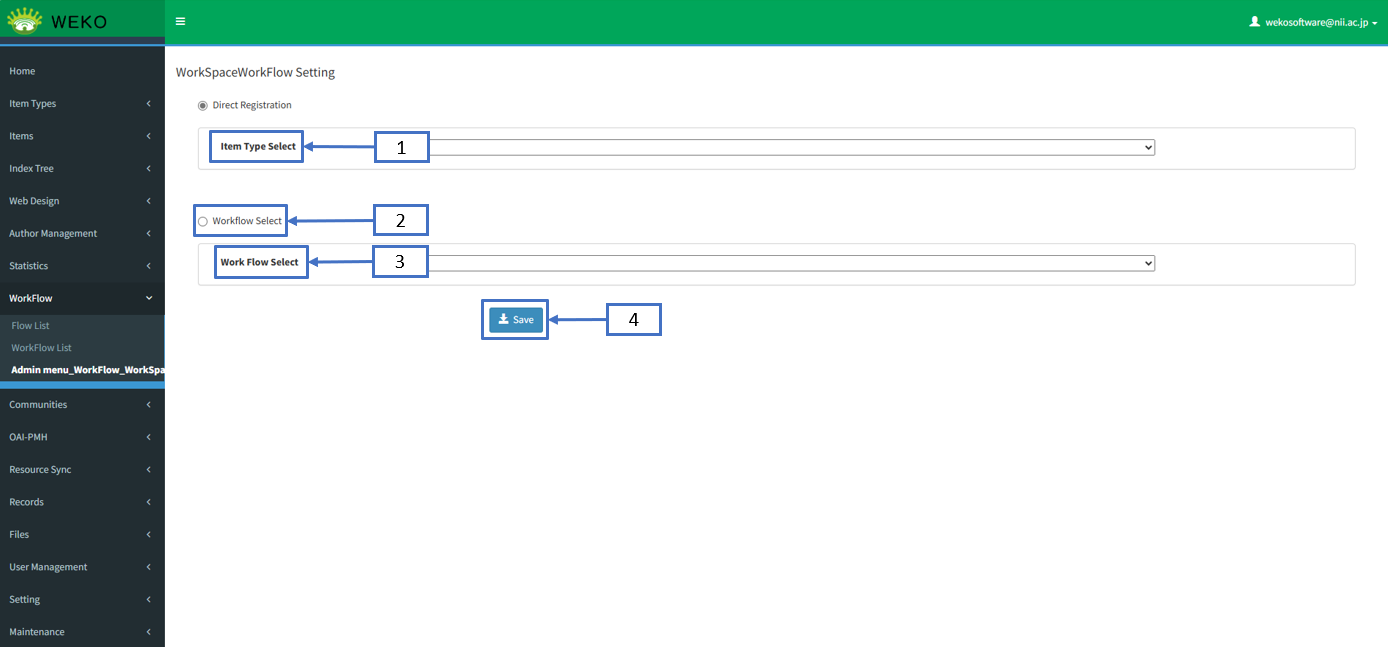 WEKO
wekosoftware@nii.ac.jp
Home
Item Types
Items
Index Tree
Web Design
Author Management
Statistics
WorkFlow
Flow List
WorkFlow List
Admin menu_WorkFlow_WorkSpa
Communities
OAI-PMH
Resource Sync
Records
Files
User Management
Setting
Maintenance
WorkSpaceWorkFlow Setting
Direct Registration
Item Type Select
1
Workflow Select
2
Work Flow Select
3
Save
4